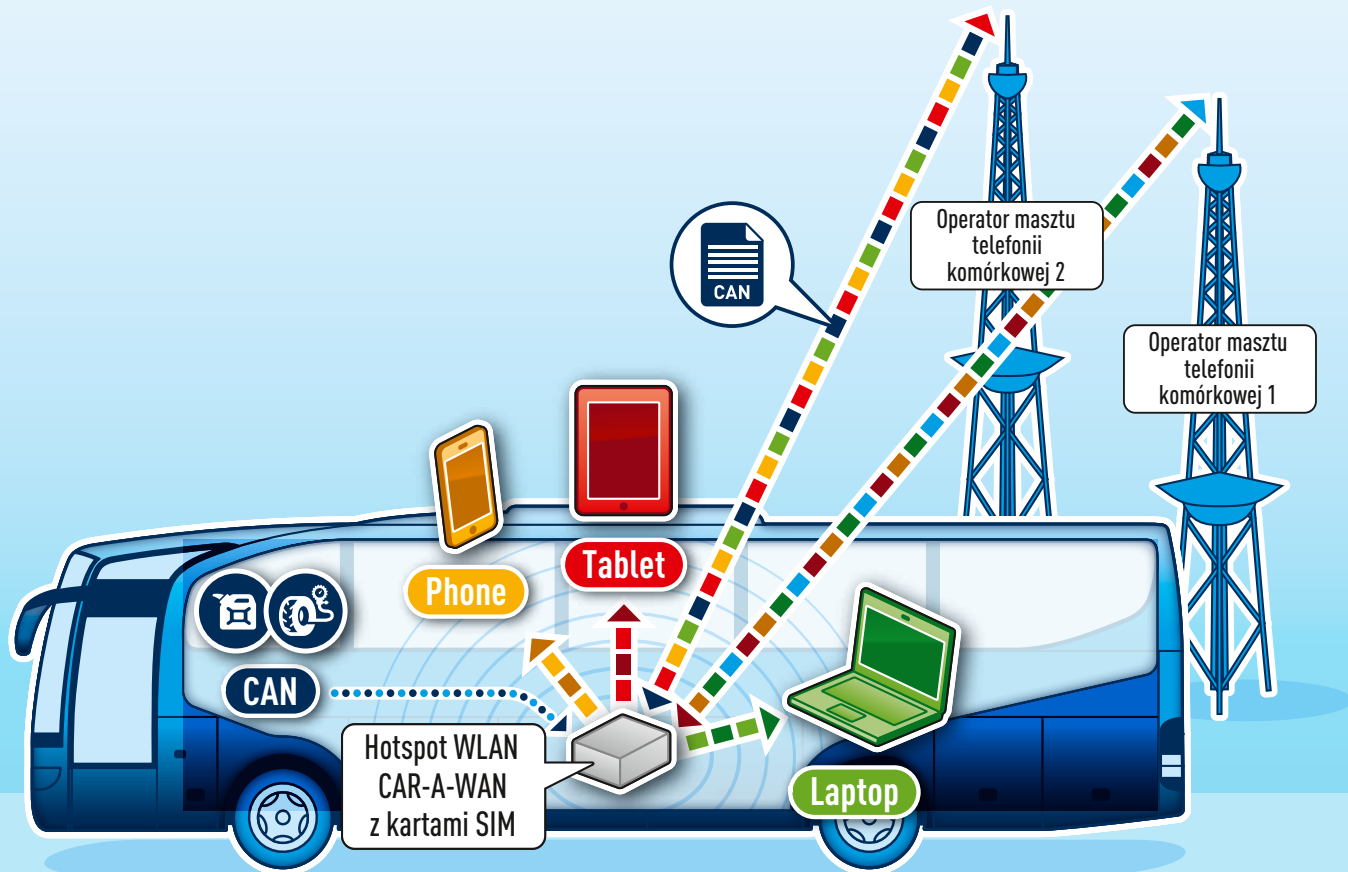 Operator masztu
telefonii
komórkowej 2
CAN
Operator masztu
telefonii
komórkowej 1
Tablet
Phone
CAN
Hotspot WLAN
CAR-A-WAN
z kartami SIM
Laptop